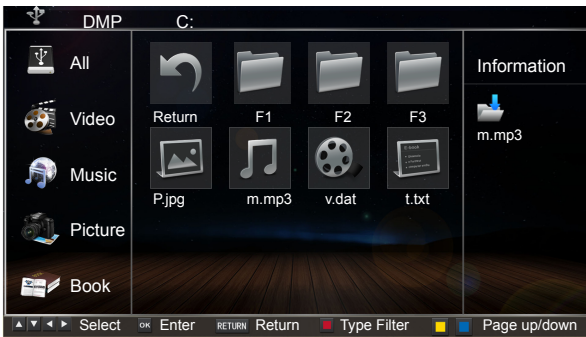 DMP C:
All
Video
Music
Picture
Book
Return F1 F2 F3
P.jpg m.mp3 v.dat t.txt
Information
m.mp3
Select OK Enter RETURN Return Type Filter Page up/down